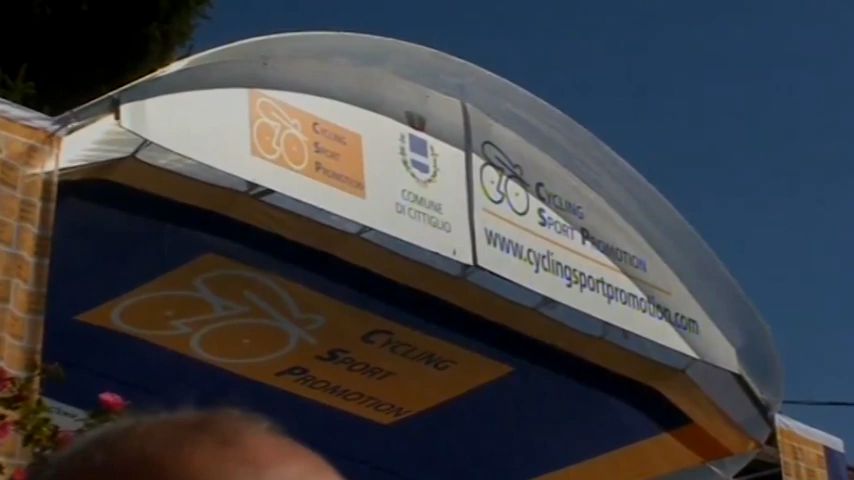 CYCLING
SPORT
PROMOTION
COMUNE
DI CITTIGLIO
CYCLING
SPORT PROMOTION
www.cyclingsportpromotion.com
CYCLING
SPORT
PROMOTION